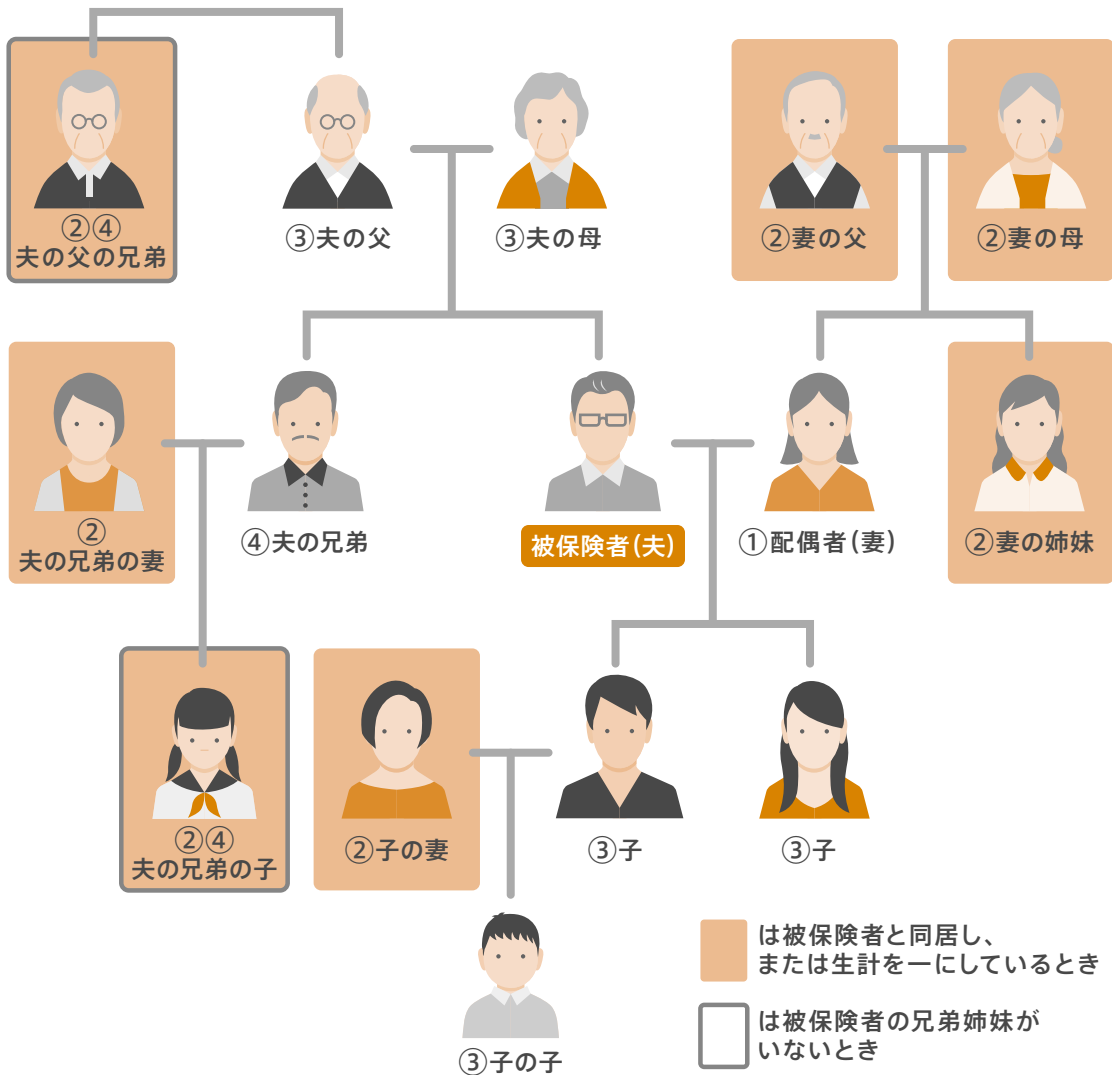 ②④
夫の父の兄弟
③夫の父
③夫の母
②妻の父
②妻の母
②
夫の兄弟の妻
④夫の兄弟
被保険者(夫)
①配偶者(妻)
②妻の姉妹
②④
夫の兄弟の子
②子の妻
③子
③子
③子の子
は被保険者と同居し、
または生計を一にしているとき
は被保険者の兄弟姉妹が
いないとき